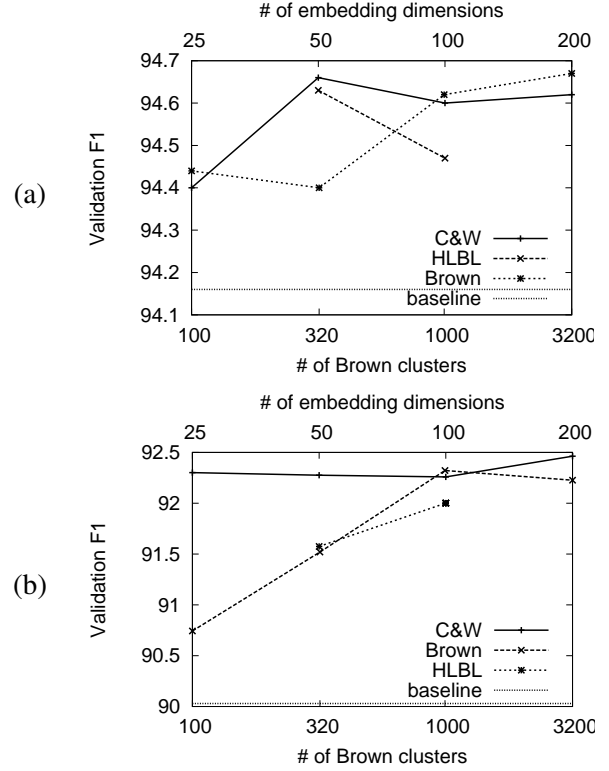 # of embedding dimensions
25 50 100 200
94.7
94.6
94.5
94.4
94.3
94.2
94.1
Validation F1
(a)
C&W
HLBL
Brown
baseline
100 320 1000 3200
# of Brown clusters
# of embedding dimensions
25 50 100 200
92.5
92
91.5
91
90.5
90
Validation F1
(b)
C&W
Brown
HLBL
baseline
100 320 1000 3200
# of Brown clusters